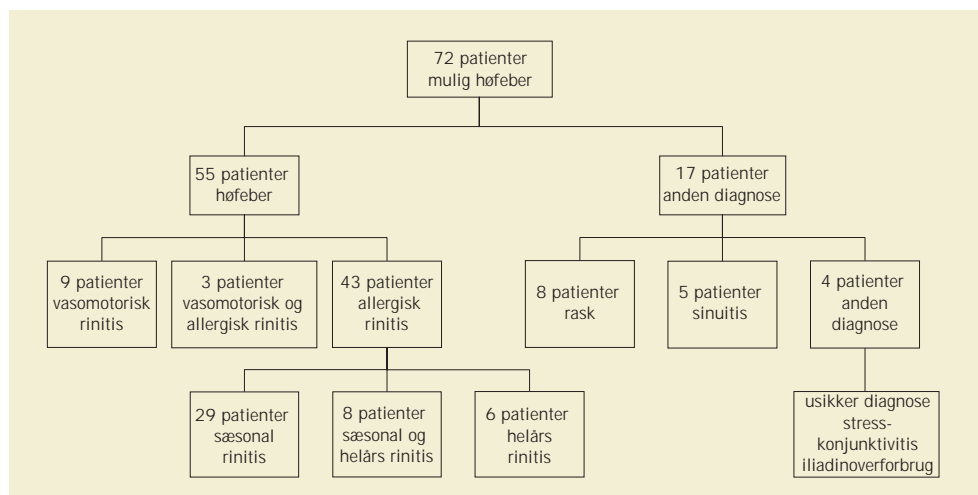 72 patienter
mulig høfeber
55 patienter
høfeber
17 patienter
anden diagnose
9 patienter
vasomotorisk
rinitis
3 patienter
vasomotorisk og
allergisk rinitis
43 patienter
allergisk
rinitis
8 patienter
rask
5 patienter
sinuitis
4 patienter
anden
diagnose
29 patienter
sæsonal
rinitis
8 patienter
sæsonal og
helårs rinitis
6 patienter
helårs
rinitis
usikker diagnose
stress-
konjunktivitis
iliadinoverforbrug